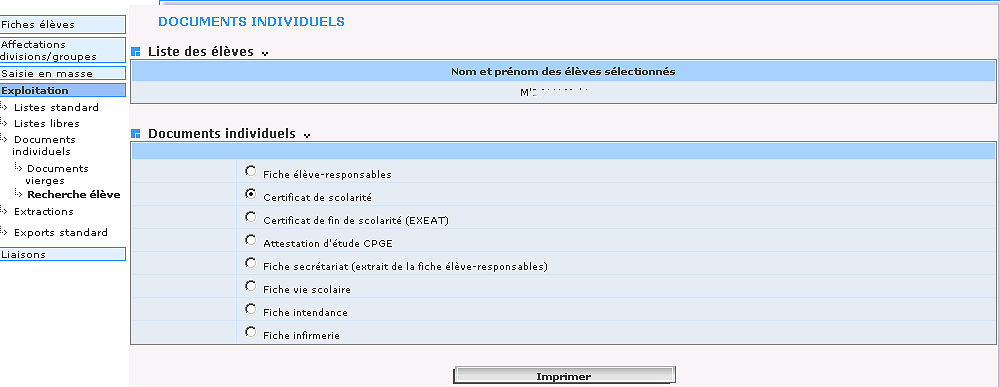 DOCUMENTS INDIVIDUELS
Fiches élèves
Affectations
divisions/groupes
Saisie en masse
Exploitation
Listes standard
Listes libres
Documents
individuels
Documents
vierges
Recherche élève
Extractions
Exports standard
Liaisons
Liste des élèves
Nom et prénom des élèves sélectionnés
Documents individuels
Fiche élève-responsables
Certificat de scolarité
Certificat de fin de scolarité (EXEAT)
Attestation d'étude CPGE
Fiche secrétariat (extrait de la fiche élève-responsables)
Fiche vie scolaire
Fiche intendance
Fiche infirmerie
Imprimer